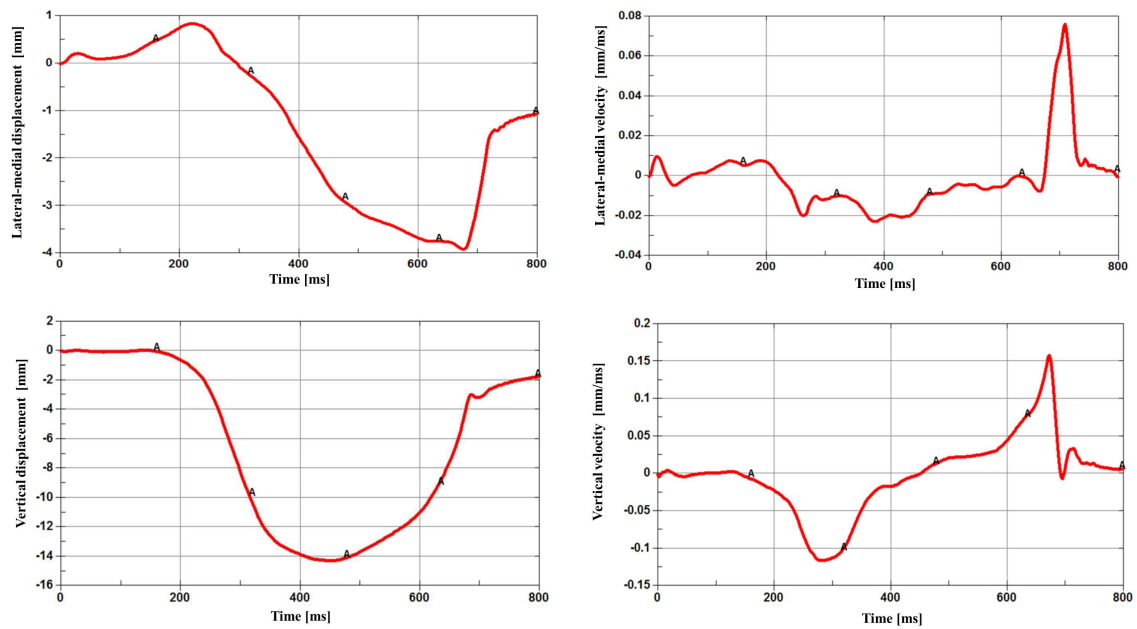 Lateral-medial displacement [mm]
1
0
-1
-2
-3
-4
A A A A A
0 200 400 600 800
Time [ms]
Lateral-medial velocity [mm/ms]
0.08
0.06
0.04
0.02
0
-0.02
-0.04
A A A A A
0 200 400 600 800
Time [ms]
Vertical displacement [mm]
2
0
-2
-4
-6
-8
-10
-12
-14
-16
A A A A A
0 200 400 600 800
Time [ms]
Vertical velocity [mm/ms]
0.2
0.15
0.1
0.05
0
-0.05
-0.1
-0.15
A A A A A
0 200 400 600 800
Time [ms]